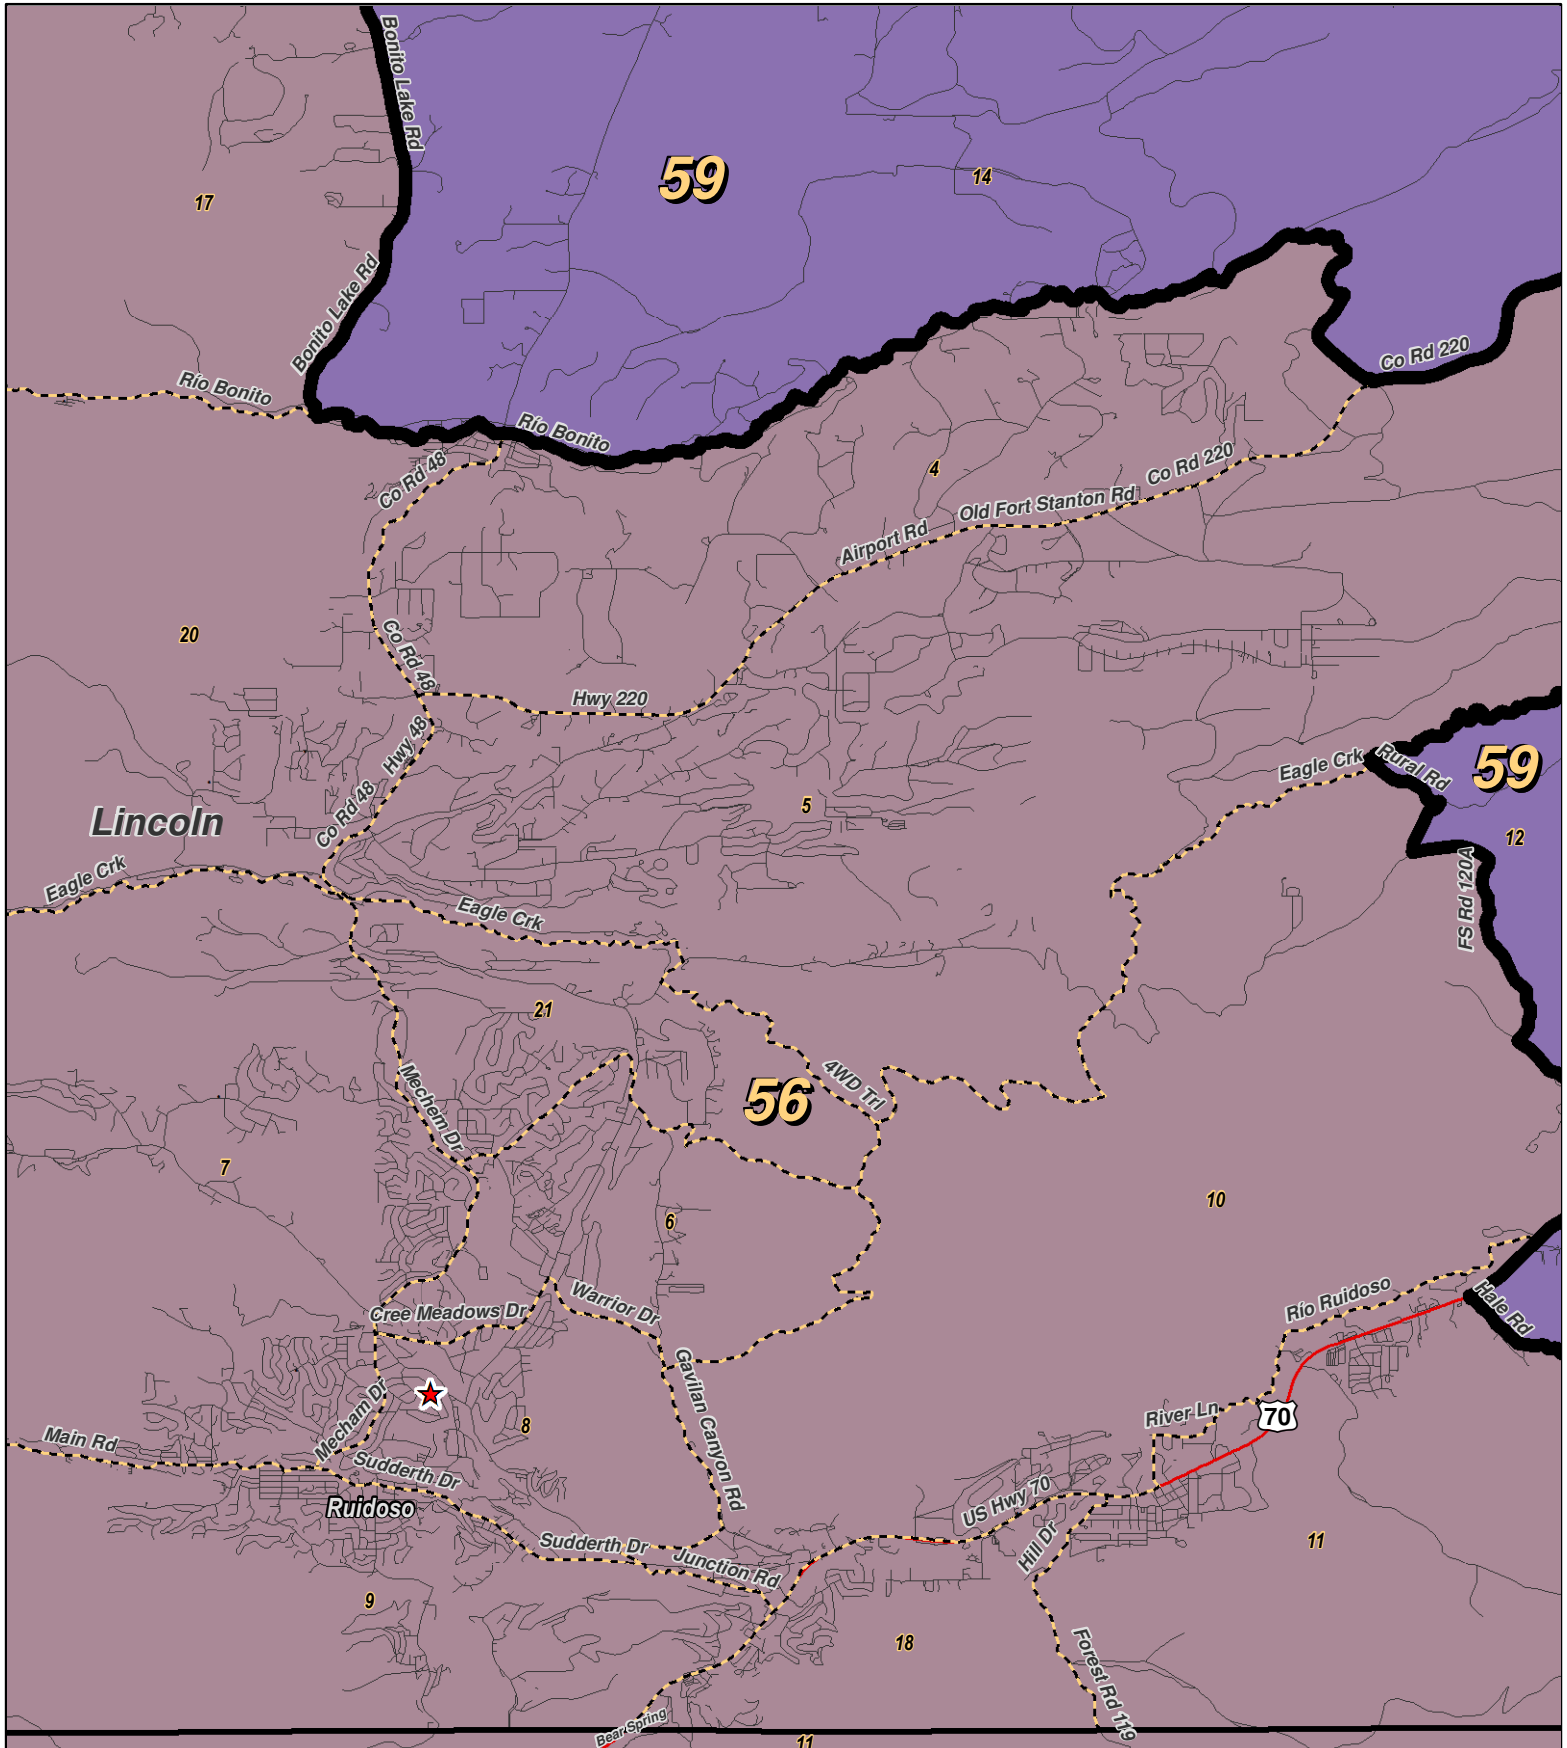 Bonito Lake Rd
59
14
17
Bonito Lake Rd
Co Rd 220
Río Bonito
Río Bonito
Co Rd 48
4
Co Rd 220
Old Fort Stanton Rd
Airport Rd
20
Co Rd 48
Hwy 220
Hwy 48
Eagle Crk
Rural Rd
59
Co Rd 48
5
Lincoln
12
Eagle Crk
FS Rd 120A
Eagle Crk
21
4WD Trl
56
Mechem Dr
7
10
6
Río Ruidoso
Hale Rd
Warrior Dr
Cree Meadows Dr
Gavilan Canyon Rd
Mecham Dr
River Ln
70
8
Main Rd
Sudderth Dr
Ruidoso
US Hwy 70
Hill Dr
11
Sudderth Dr
Junction Rd
9
18
Forest Rd 119
Bear Spring
11